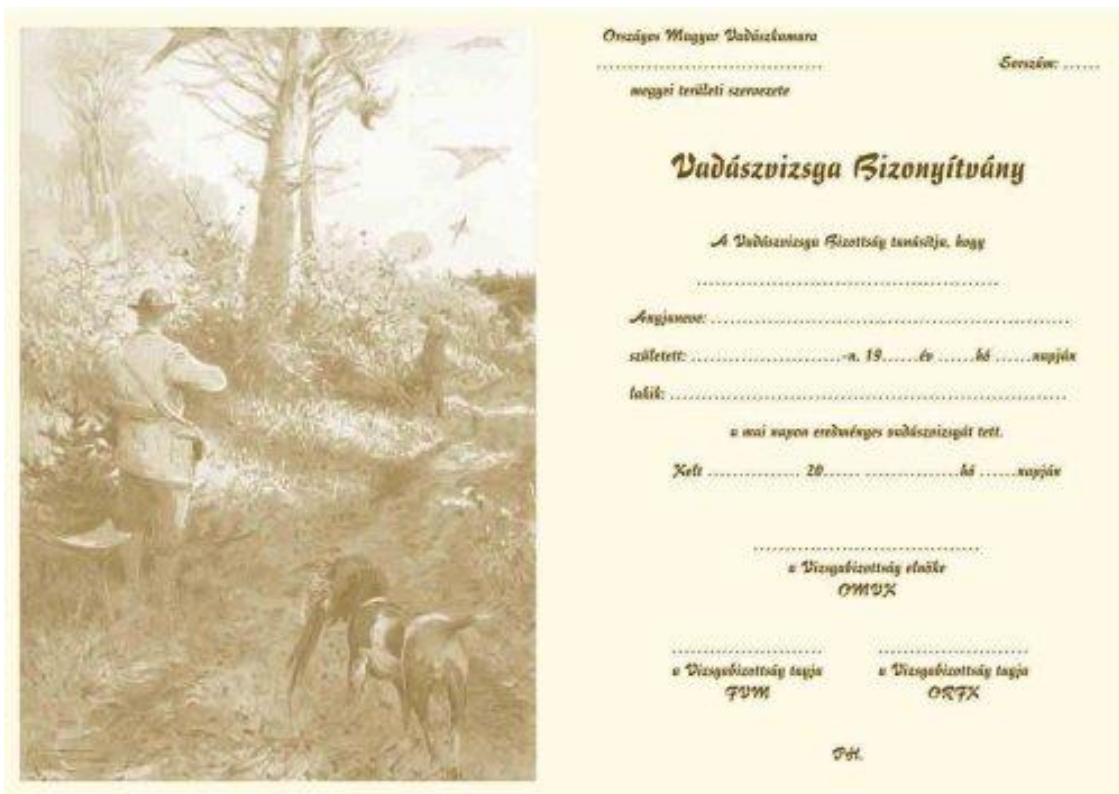 Országos Magyar Vadászkamara
.................................... Sorszám: ......
megyei területi szervezete
Vadászvizsga Bizonyítvány
A Vadászvizsga Bizottság tanúsítja, hogy
................................................
Anyjaneve: .........................................................
született: ........................-n. 19......év ......hó ......napján
lakik: ...............................................................
a mai napon eredményes vadászvizsgát tett.
Kelt ............... 20...... ...............hó ......napján
....................................
a Vizsgabizottság elnöke
OMVK
........................ ........................
a Vizsgabizottság tagja a Vizsgabizottság tagja
FVM ORFK
PH.